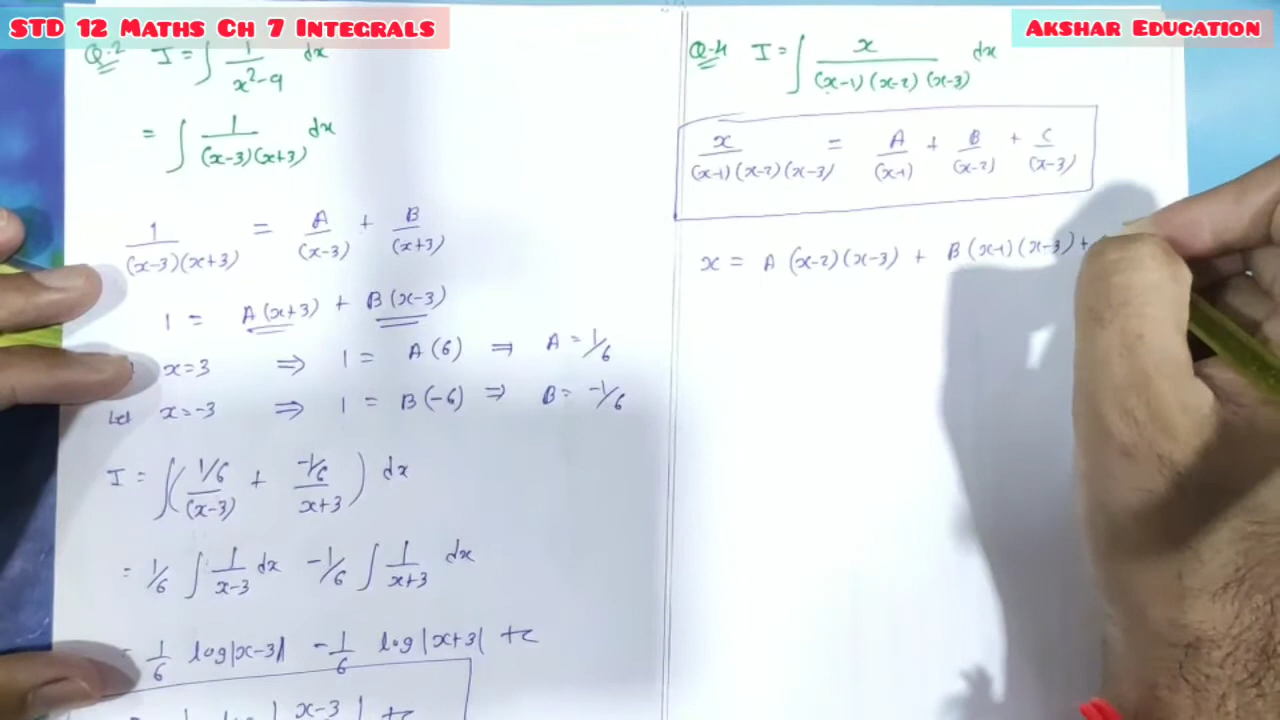 STD 12 Maths Ch 7 Integrals
Akshar Education
Q-2 I = ∫ 1/(x²-9) dx
= ∫ 1/((x-3)(x+3)) dx
1/((x-3)(x+3)) = A/(x-3) + B/(x+3)
1 = A(x+3) + B(x-3)
x=3 ⇒ 1 = A(6) ⇒ A = 1/6
Let x=-3 ⇒ 1 = B(-6) ⇒ B = -1/6
I = ∫ ( (1/6)/(x-3) + (-1/6)/(x+3) ) dx
= 1/6 ∫ 1/(x-3) dx - 1/6 ∫ 1/(x+3) dx
= 1/6 log|x-3| - 1/6 log|x+3| + c
x-3 + c
Q-4 I = ∫ x/((x-1)(x-2)(x-3)) dx
x/((x-1)(x-2)(x-3)) = A/(x-1) + B/(x-2) + C/(x-3)
x = A (x-2)(x-3) + B(x-1)(x-3) +